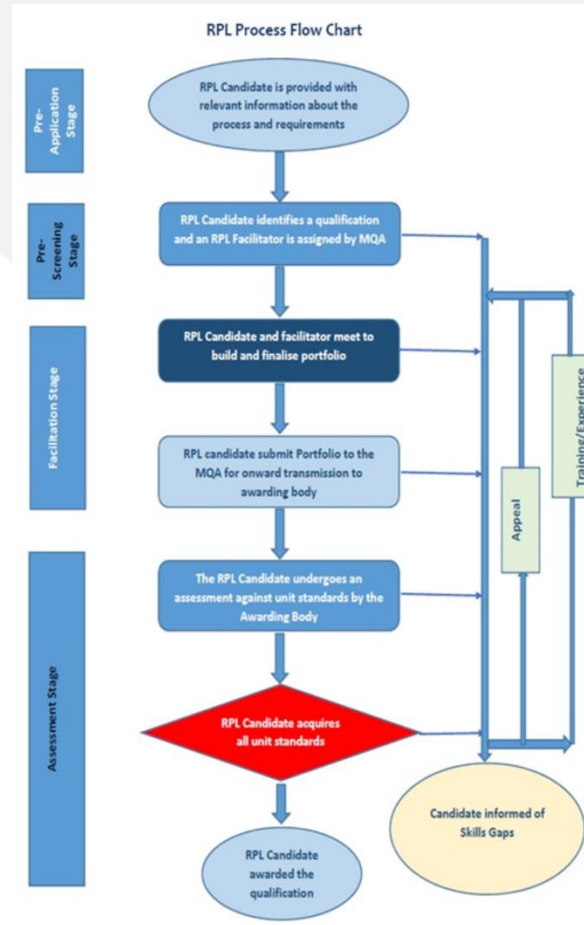 RPL Process Flow Chart
Pre-
Application
Stage
RPL Candidate is provided with
relevant information about the
process and requirements
Pre-
Screening
Stage
RPL Candidate identifies a qualification
and an RPL Facilitator is assigned by MQA
Facilitation Stage
RPL Candidate and facilitator meet to
build and finalise portfolio
RPL candidate submit Portfolio to the
MQA for onward transmission to
awarding body
Training/Experience
Appeal
Assessment Stage
The RPL Candidate undergoes an
assessment against unit standards by the
Awarding Body
RPL Candidate acquires
all unit standards
Candidate informed of
Skills Gaps
RPL Candidate
awarded the
qualification